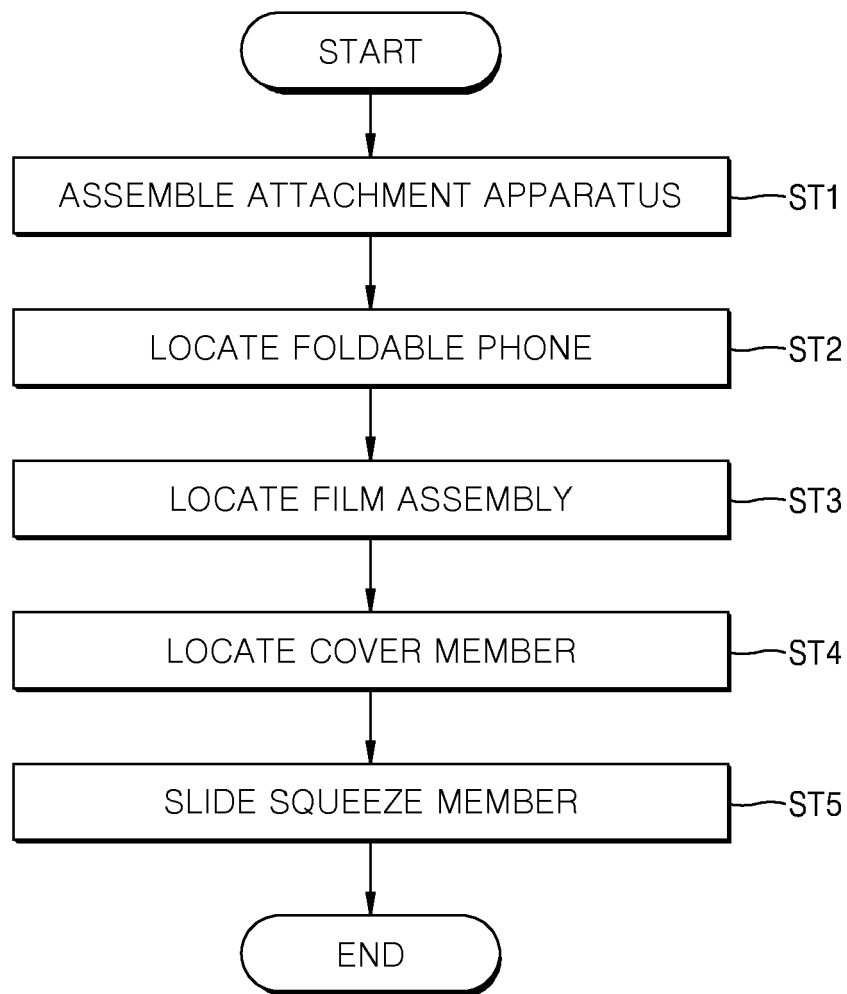 START
ASSEMBLE ATTACHMENT APPARATUS ST1
LOCATE FOLDABLE PHONE ST2
LOCATE FILM ASSEMBLY ST3
LOCATE COVER MEMBER ST4
SLIDE SQUEEZE MEMBER ST5
END